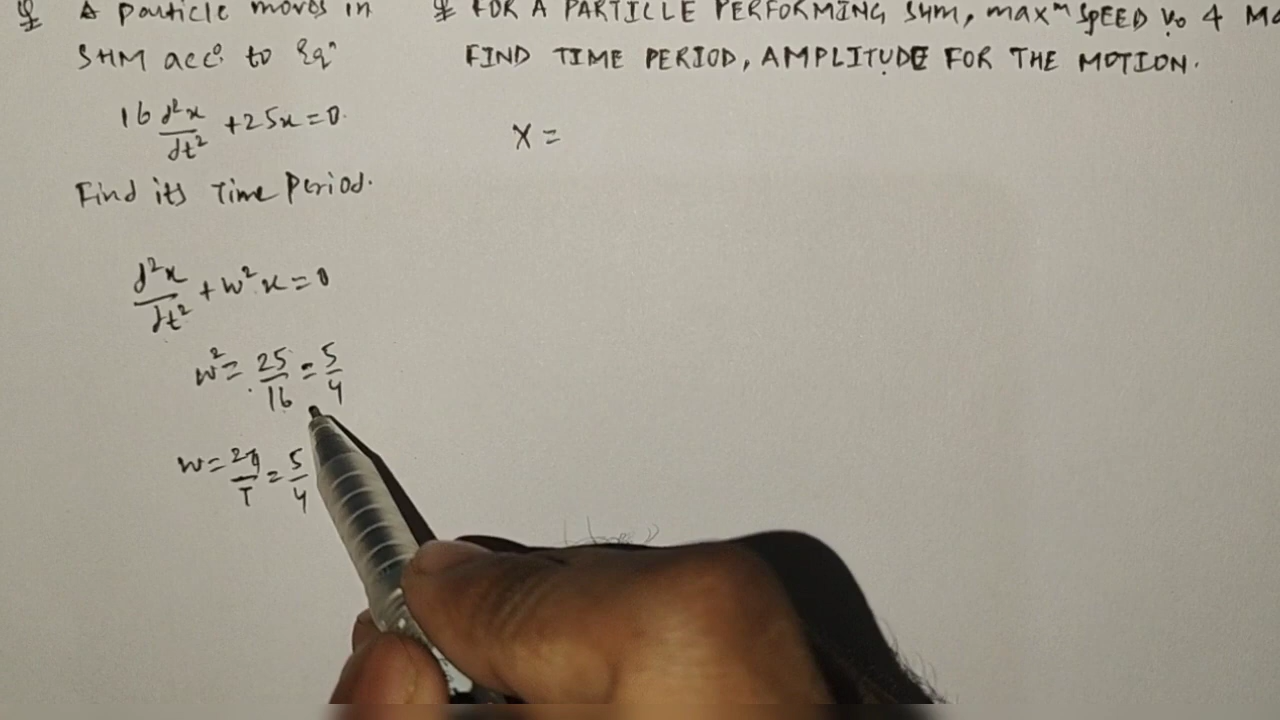 Q A particle moves in
SHM acc. to Eqn
16 d²x/dt² + 25x = 0.
Find its Time Period.
d²x/dt² + w²x = 0
w² = 25/16 = 5/4
w = 2π/T = 5/4
Q FOR A PARTICLE PERFORMING SHM, maxm SPEED v₀ &
FIND TIME PERIOD, AMPLITUDE FOR THE MOTION.
X =